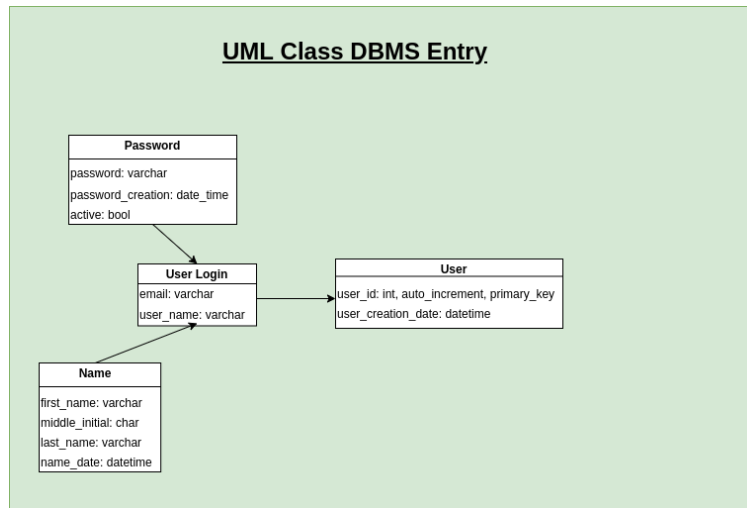 UML Class DBMS Entry
Password
password: varchar
password_creation: date_time
active: bool
User Login
email: varchar
user_name: varchar
User
user_id: int, auto_increment, primary_key
user_creation_date: datetime
Name
first_name: varchar
middle_initial: char
last_name: varchar
name_date: datetime